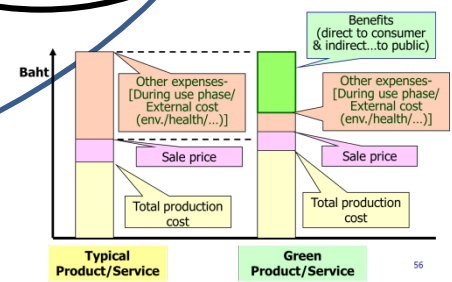 Benefits
(direct to consumer
& indirect...to public)
Baht
Other expenses-
[During use phase/
External cost
(env./health/...)]
Other expenses-
[During use phase/
External cost
(env./health/...)]
Sale price
Sale price
Total production
cost
Total production
cost
Typical
Product/Service
Green
Product/Service
56